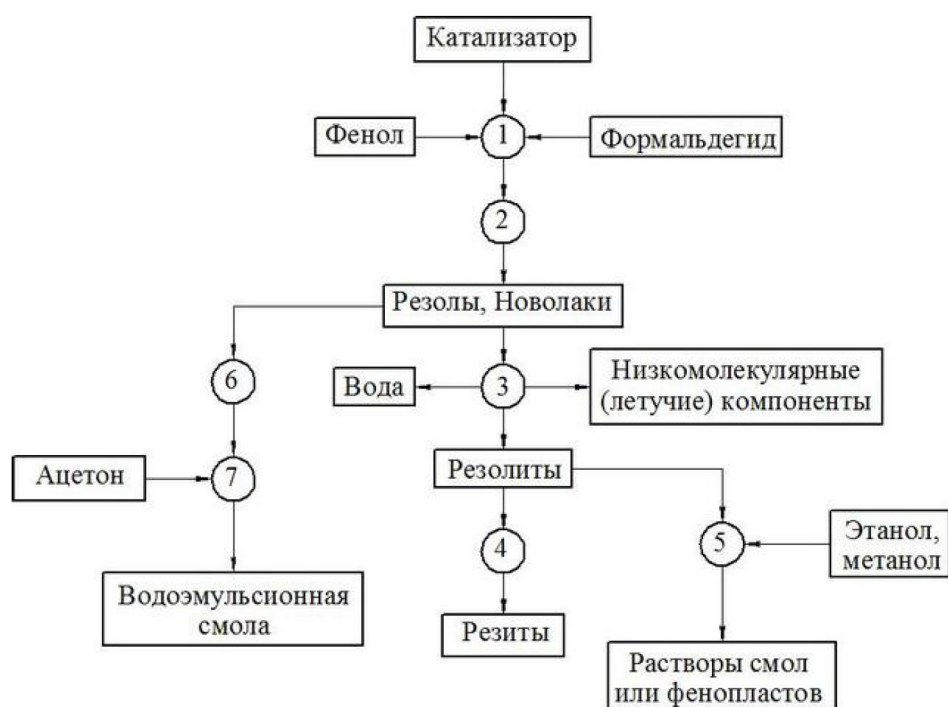 Катализатор
Фенол
1
Формальдегид
2
Резолы, Новолаки
6
Вода
3
Низкомолекулярные
(летучие) компоненты
Ацетон
7
Резолиты
4
5
Этанол,
метанол
Водоэмульсионная
смола
Резиты
Растворы смол
или фенопластов